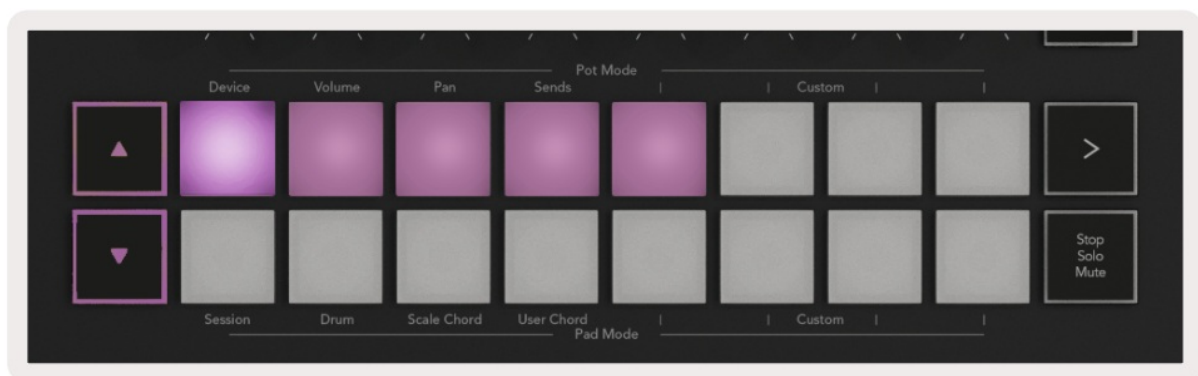 Pot Mode
Device Volume Pan Sends Custom
>
Stop
Solo
Mute
Session Drum Scale Chord User Chord Custom
Pad Mode